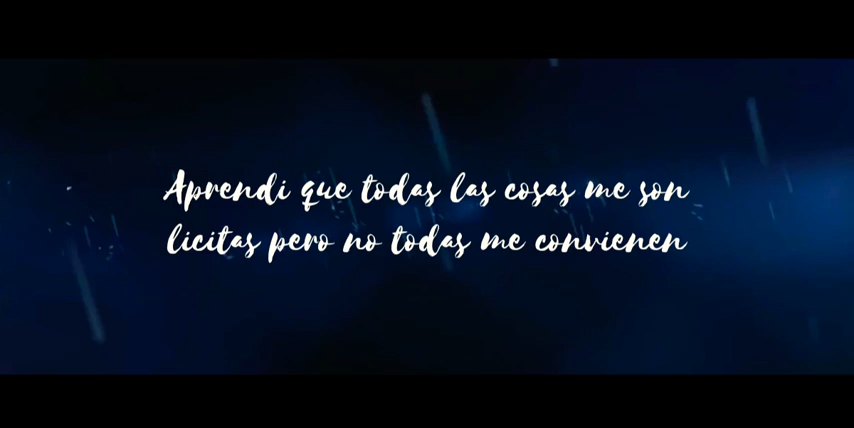 Aprendi que todas las cosas me son
licitas pero no todas me convienen